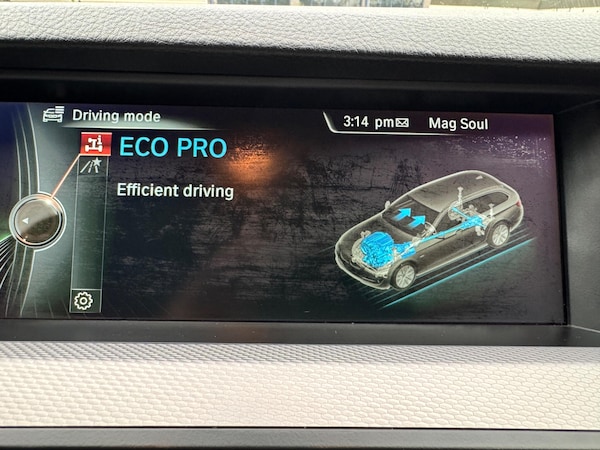 Driving mode
3:14 pm Mag Soul
ECO PRO
Efficient driving